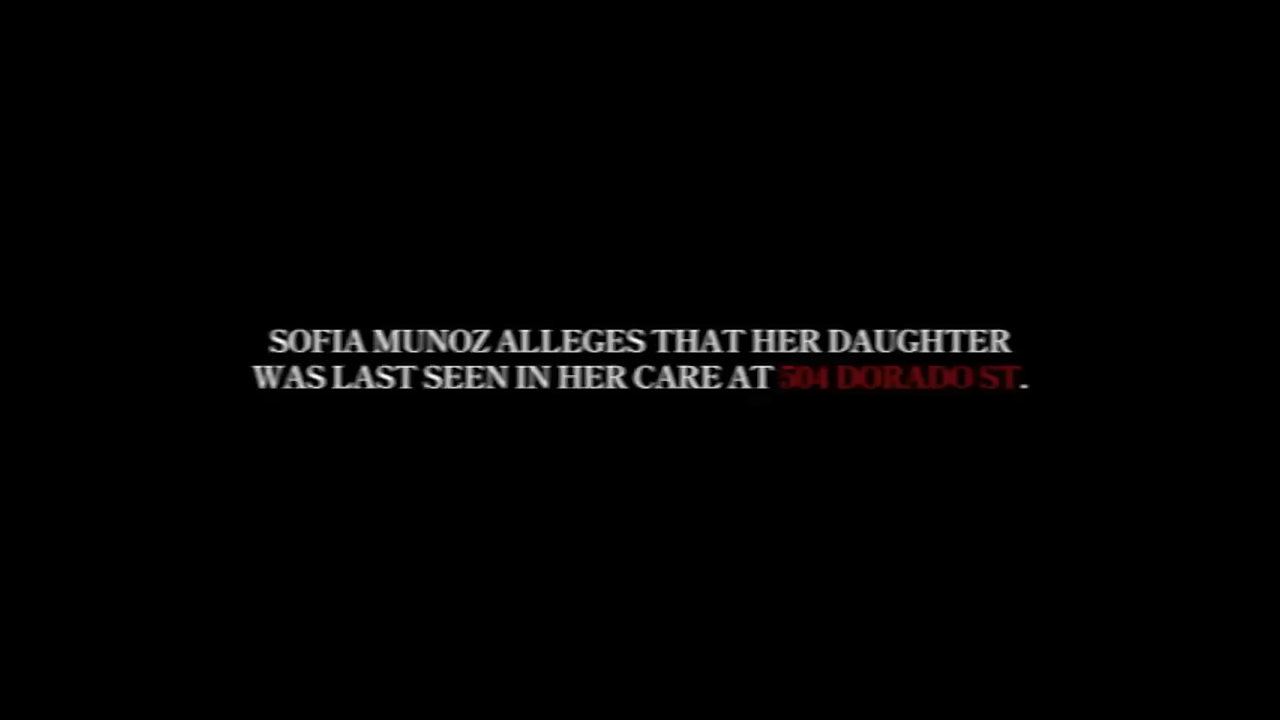 SOFIA MUNOZ ALLEGES THAT HER DAUGHTER
WAS LAST SEEN IN HER CARE AT 504 DORADO ST.